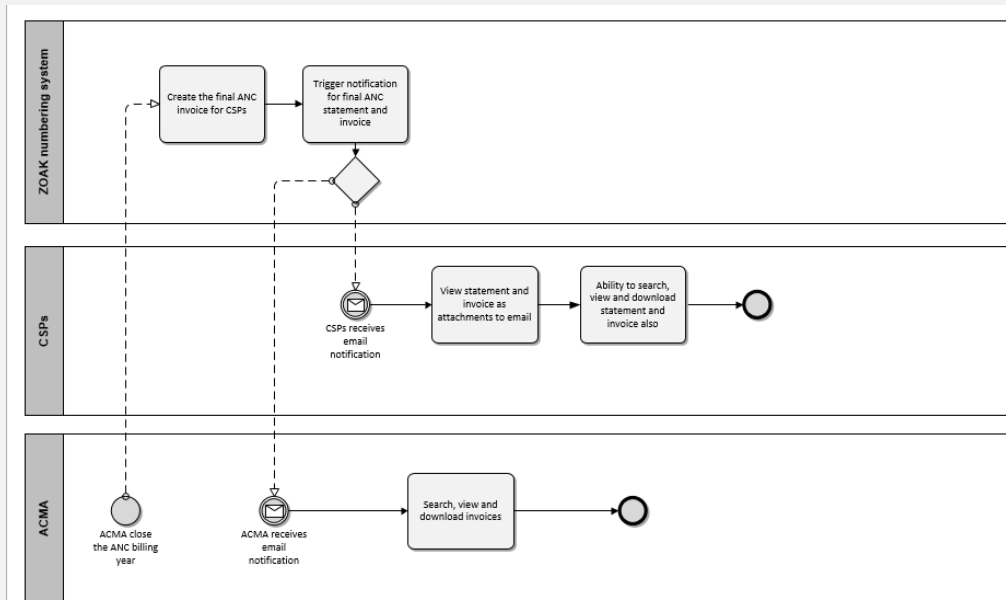 ZOAK numbering system
Create the final ANC
invoice for CSPs
Trigger notification
for final ANC
statement and
invoice
CSPs
CSPs receives
email
notification
View statement and
invoice as
attachments to email
Ability to search,
view and download
statement and
invoice also
ACMA
ACMA close
the ANC billing
year
ACMA receives
email
notification
Search, view and
download invoices